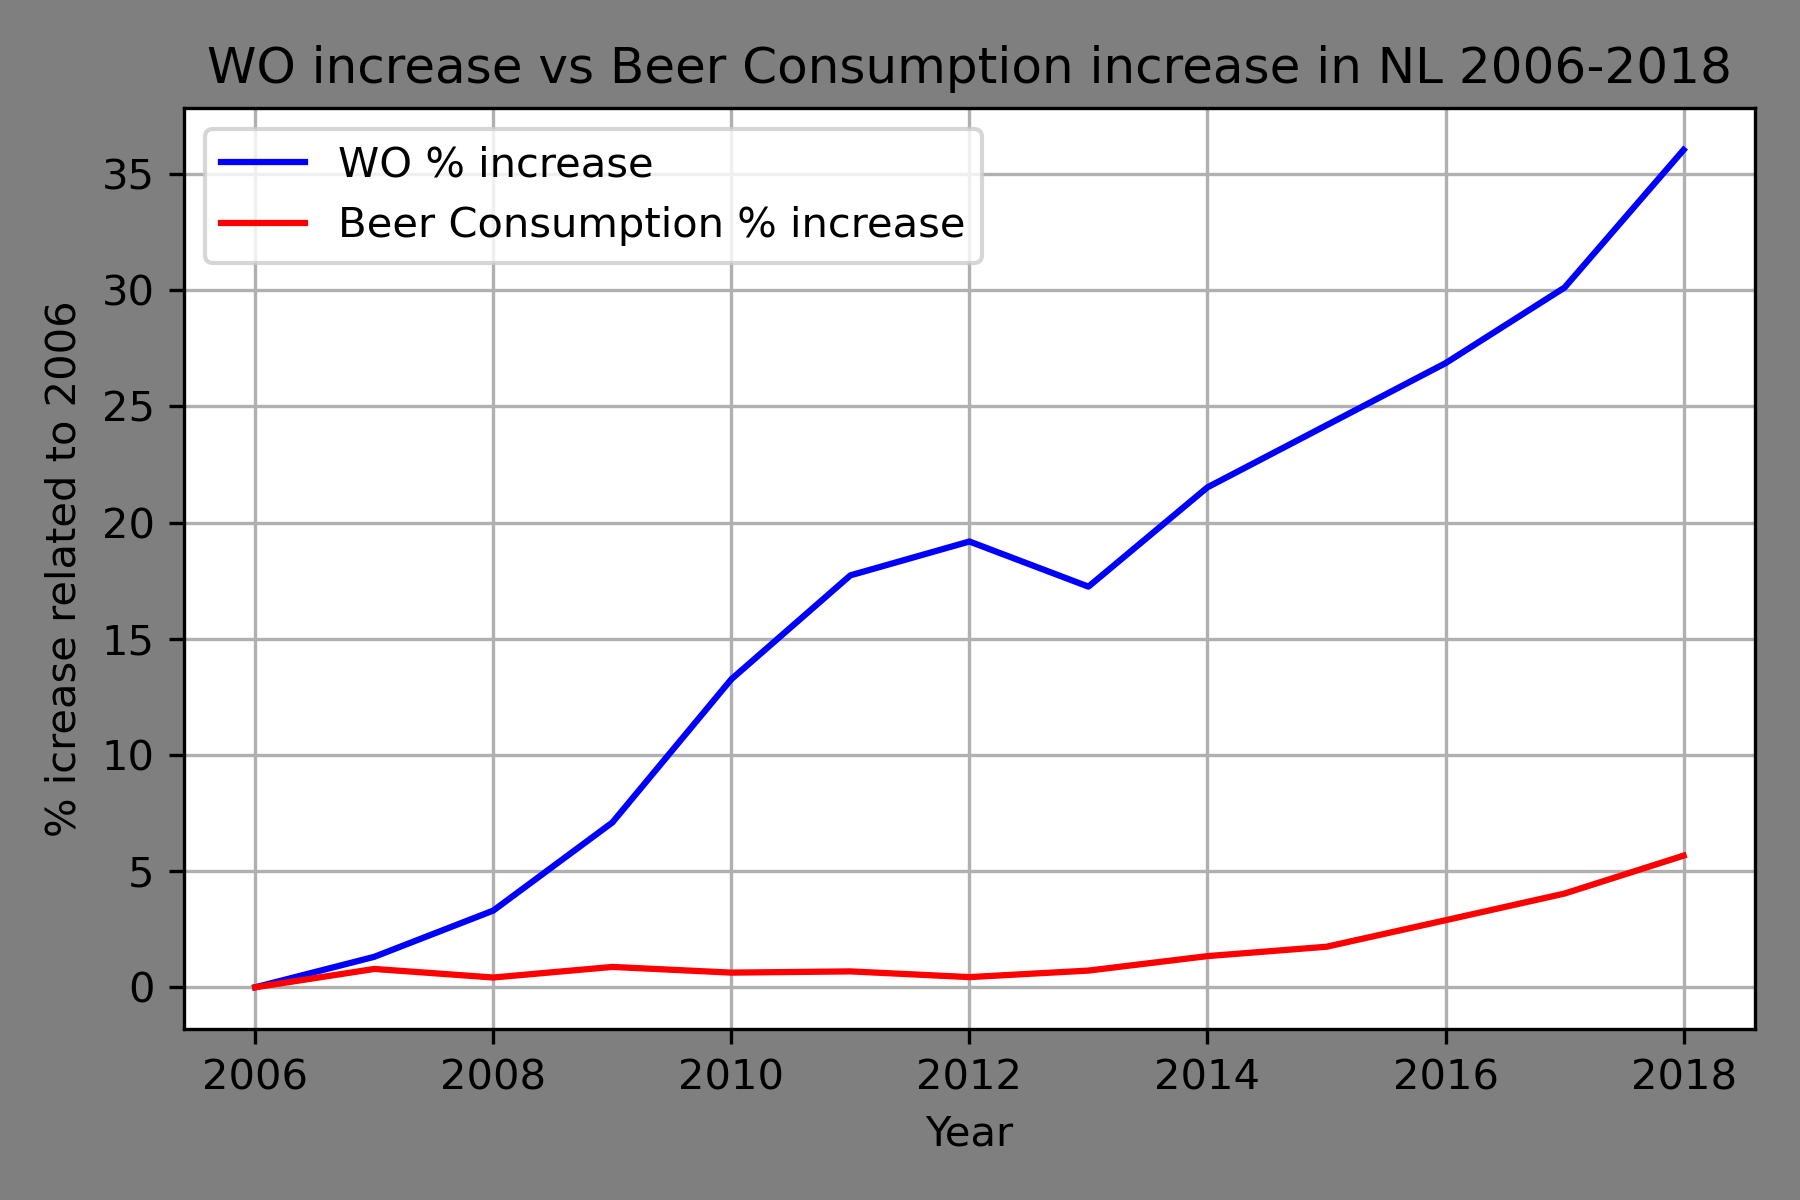 WO increase vs Beer Consumption increase in NL 2006-2018
WO % increase
Beer Consumption % increase
% icrease related to 2006
35
30
25
20
15
10
5
0
2006 2008 2010 2012 2014 2016 2018
Year